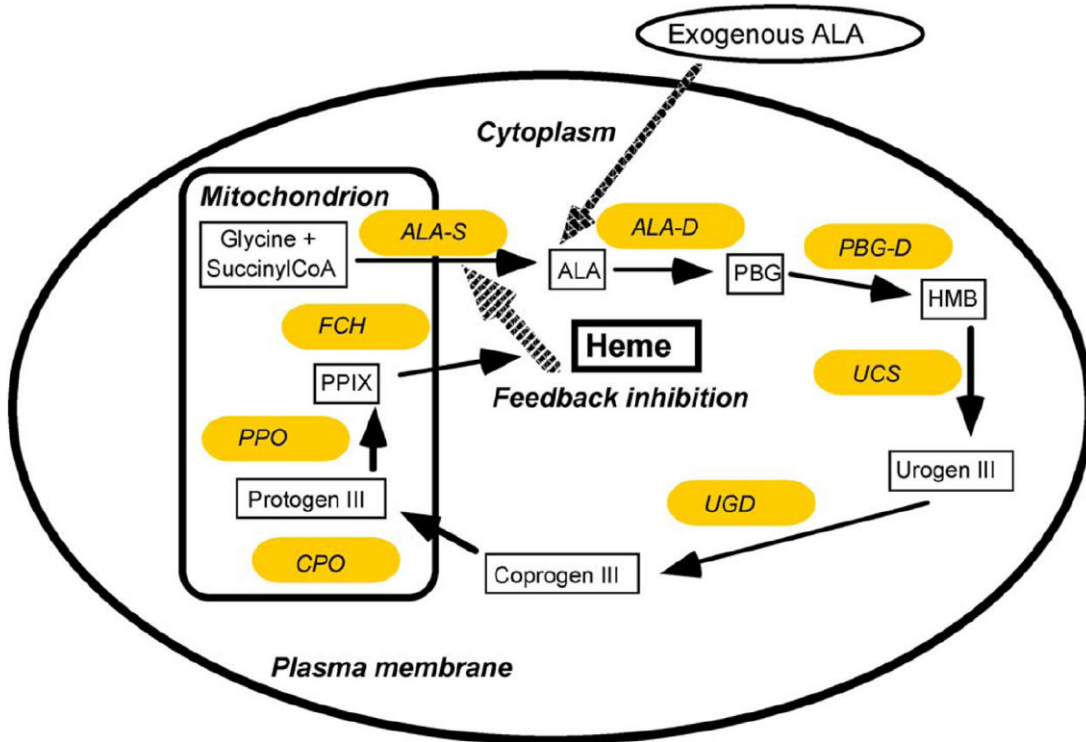 Exogenous ALA
Cytoplasm
Mitochondrion
Glycine +
SuccinylCoA
ALA-S
ALA
ALA-D
PBG
PBG-D
HMB
FCH
Heme
PPIX
Feedback inhibition
UCS
PPO
Urogen III
Protogen III
UGD
CPO
Coprogen III
Plasma membrane